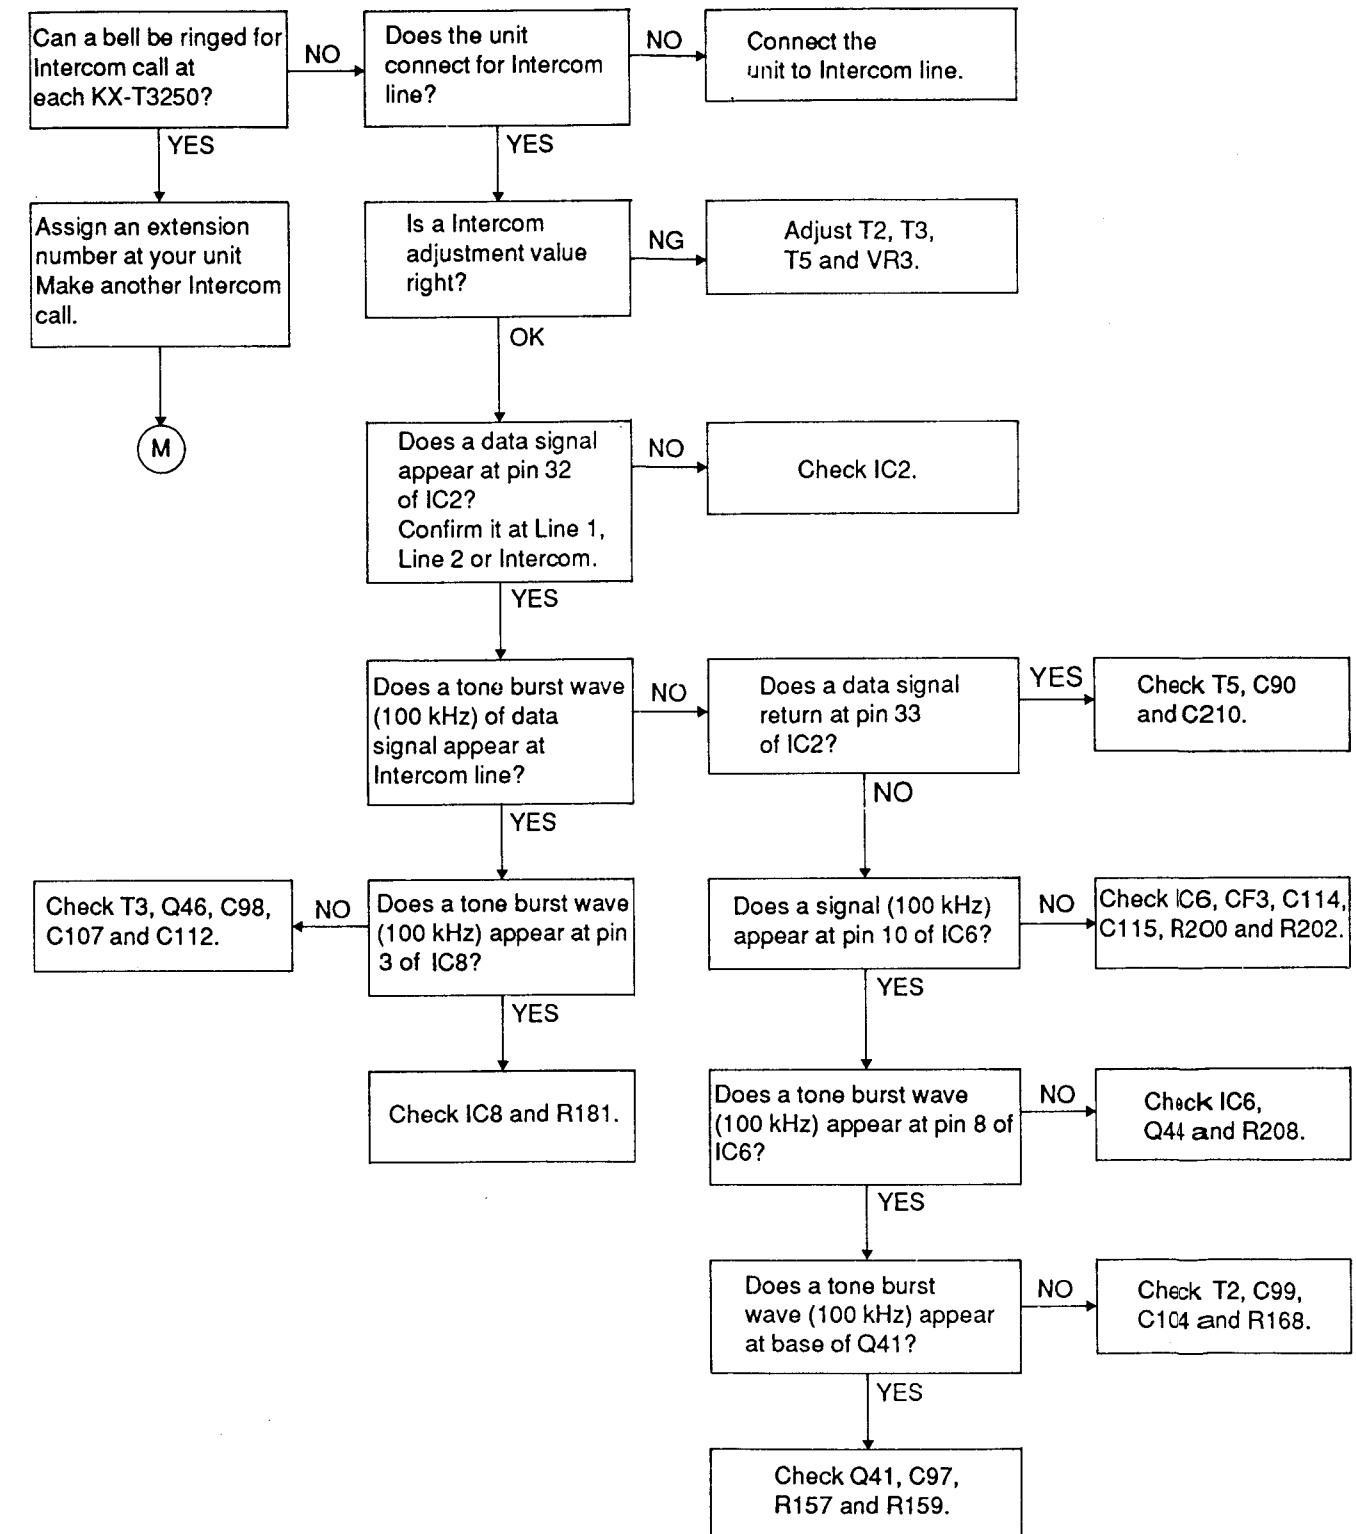 Can a bell be ringed for
Intercom call at
each KX-T3250?
NO
Does the unit
connect for Intercom
line?
NO
Connect the
unit to Intercom line.
YES
YES
Assign an extension
number at your unit
Make another Intercom
call.
Is a Intercom
adjustment value
right?
NG
Adjust T2, T3,
T5 and VR3.
OK
M
Does a data signal
appear at pin 32
of IC2?
Confirm it at Line 1,
Line 2 or Intercom.
NO
Check IC2.
YES
Does a tone burst wave
(100 kHz) of data
signal appear at
Intercom line?
NO
Does a data signal
return at pin 33
of IC2?
YES
Check T5, C90
and C210.
YES
NO
Check T3, Q46, C98,
C107 and C112.
NO
Does a tone burst wave
(100 kHz) appear at pin
3 of IC8?
Does a signal (100 kHz)
appear at pin 10 of IC6?
NO
Check IC6, CF3, C114,
C115, R200 and R202.
YES
YES
Check IC8 and R181.
Does a tone burst wave
(100 kHz) appear at pin 8 of
IC6?
NO
Check IC6,
Q44 and R208.
YES
Does a tone burst
wave (100 kHz) appear
at base of Q41?
NO
Check T2, C99,
C104 and R168.
YES
Check Q41, C97,
R157 and R159.